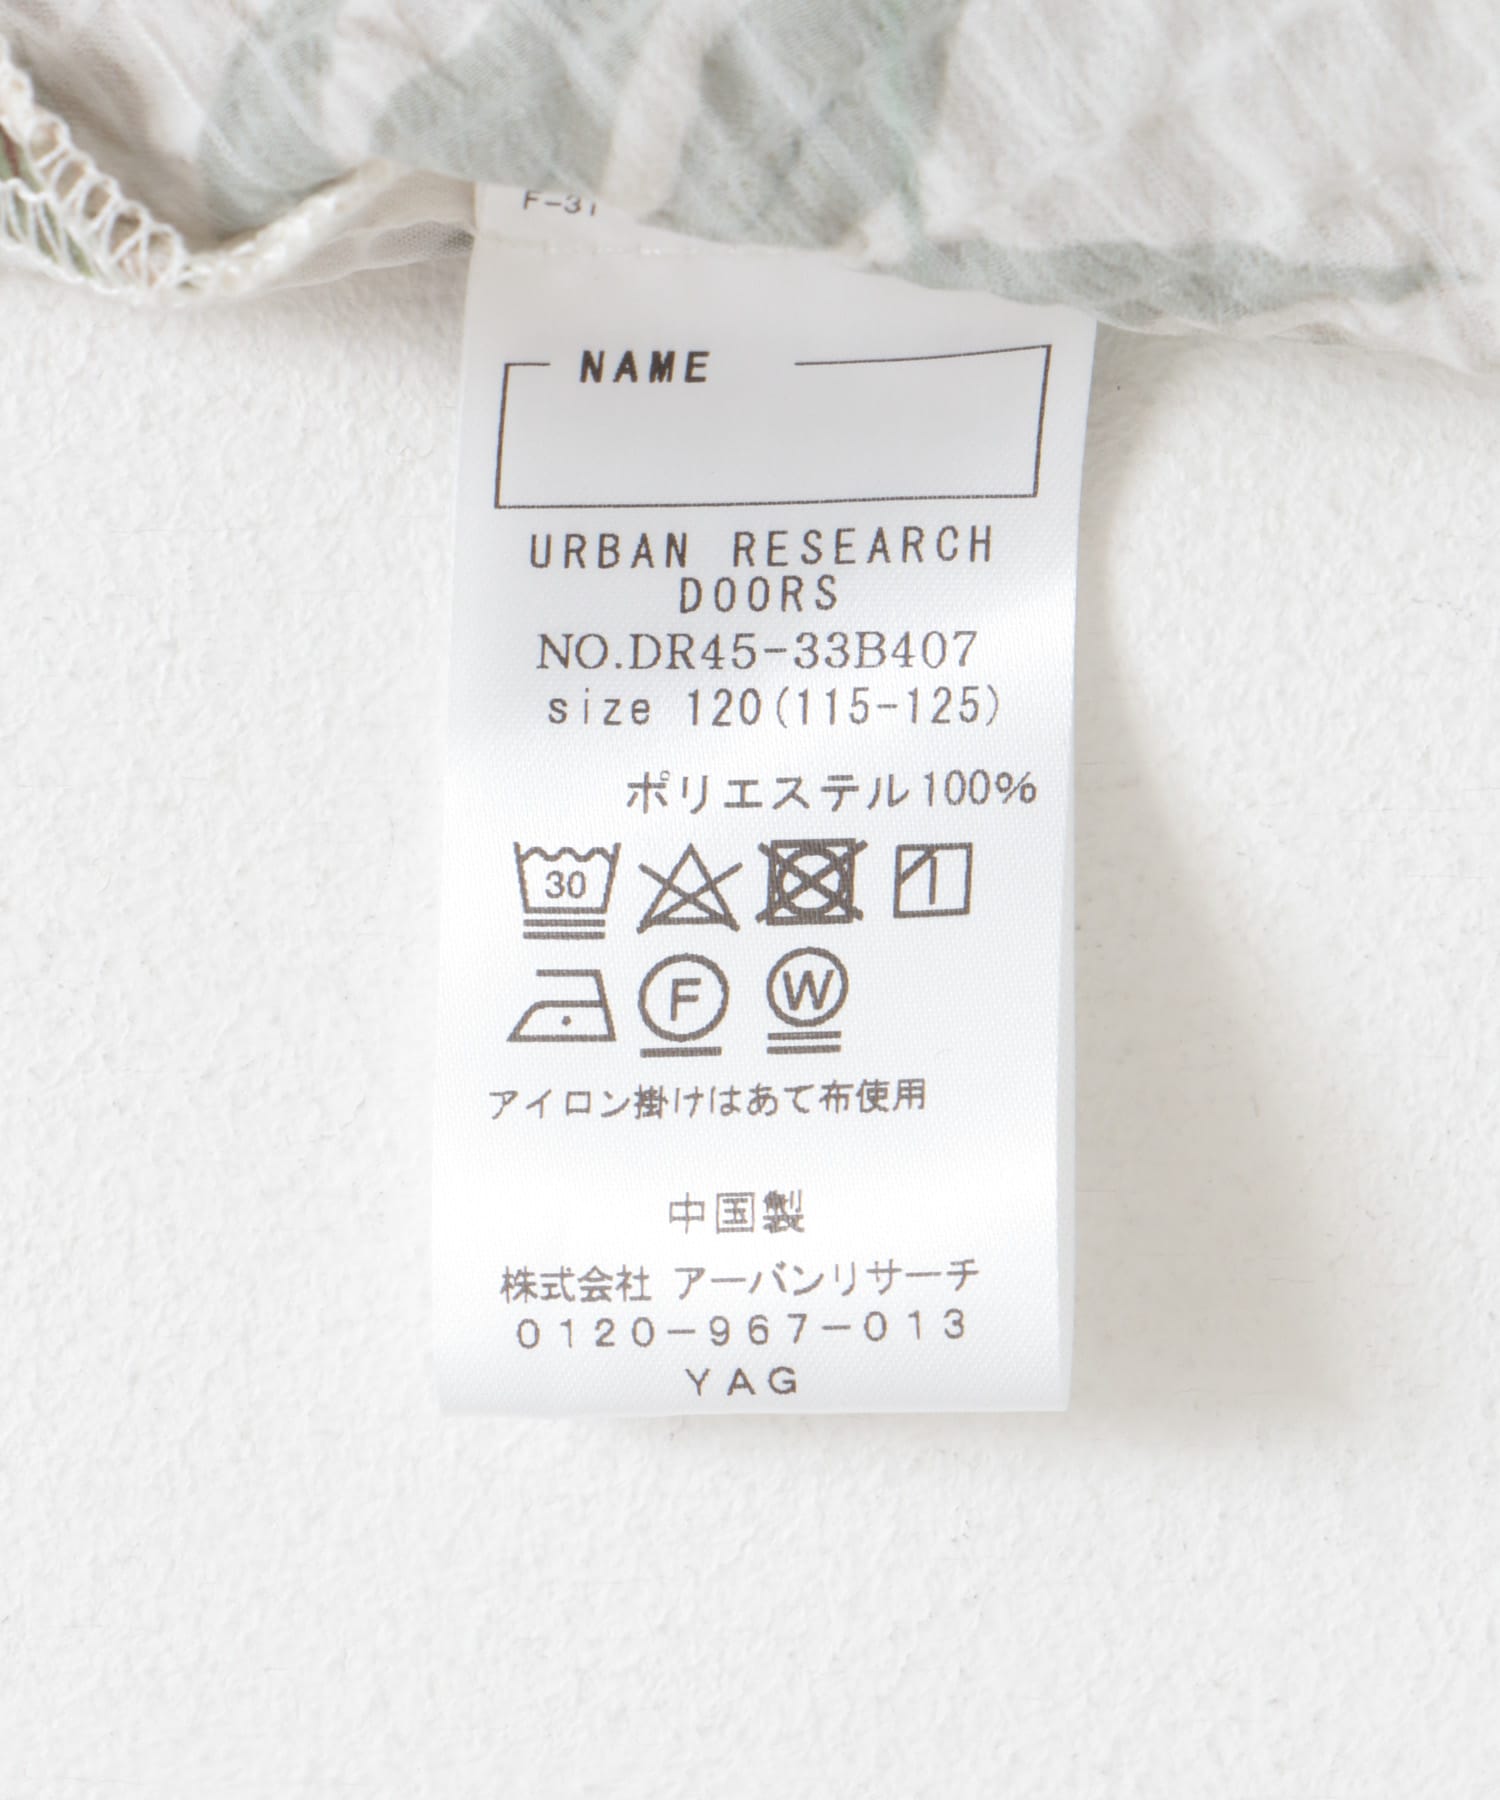 F-31
NAME
URBAN RESEARCH
DOORS
NO.DR45-33B407
size 120(115-125)
ポリエステル100%
30
1
F
W
アイロン掛けはあて布使用
中国製
株式会社 アーバンリサーチ
0120-967-013
YAG